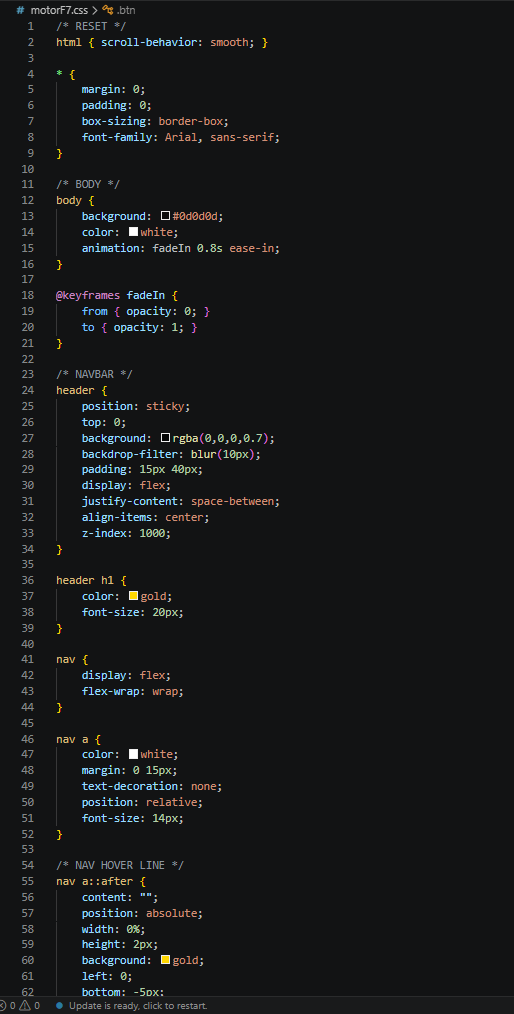 # motorF7.css > .btn
1 /* RESET */
2 html { scroll-behavior: smooth; }
3
4 * {
5     margin: 0;
6     padding: 0;
7     box-sizing: border-box;
8     font-family: Arial, sans-serif;
9 }
10
11 /* BODY */
12 body {
13     background: #0d0d0d;
14     color: white;
15     animation: fadeIn 0.8s ease-in;
16 }
17
18 @keyframes fadeIn {
19     from { opacity: 0; }
20     to { opacity: 1; }
21 }
22
23 /* NAVBAR */
24 header {
25     position: sticky;
26     top: 0;
27     background: rgba(0,0,0,0.7);
28     backdrop-filter: blur(10px);
29     padding: 15px 40px;
30     display: flex;
31     justify-content: space-between;
32     align-items: center;
33     z-index: 1000;
34 }
35
36 header h1 {
37     color: gold;
38     font-size: 20px;
39 }
40
41 nav {
42     display: flex;
43     flex-wrap: wrap;
44 }
45
46 nav a {
47     color: white;
48     margin: 0 15px;
49     text-decoration: none;
50     position: relative;
51     font-size: 14px;
52 }
53
54 /* NAV HOVER LINE */
55 nav a::after {
56     content: "";
57     position: absolute;
58     width: 0%;
59     height: 2px;
60     background: gold;
61     left: 0;
62     bottom: -5px;
0 0 Update is ready, click to restart.